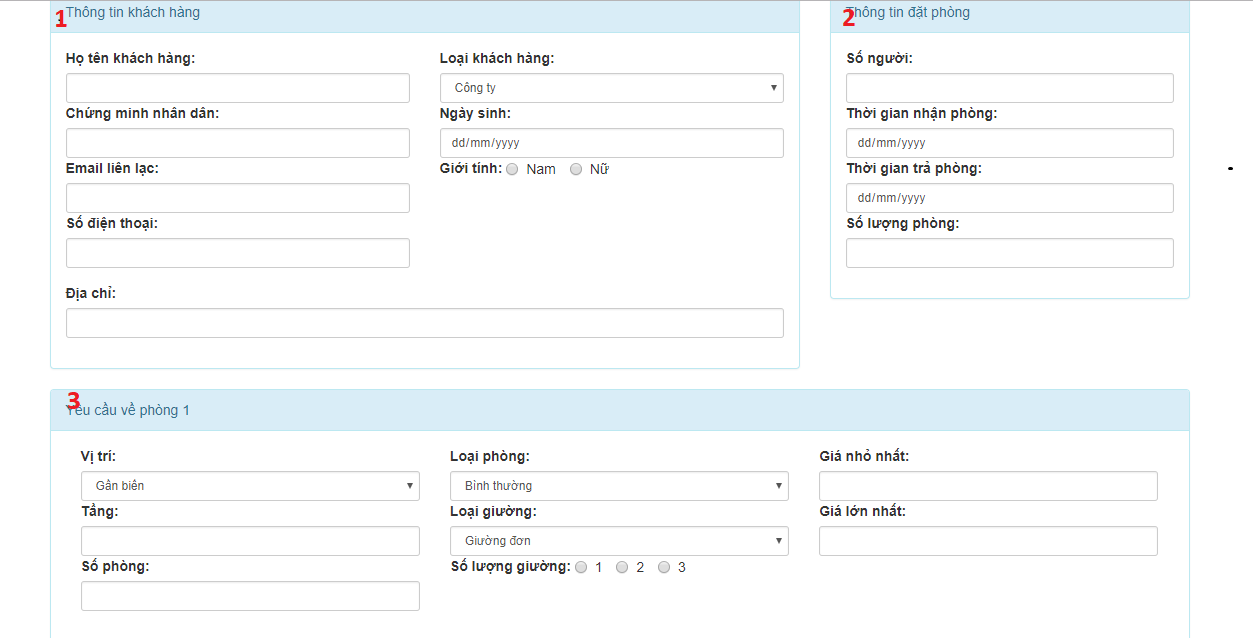 1 Thông tin khách hàng
Họ tên khách hàng:
Loại khách hàng:
Công ty
Chứng minh nhân dân:
Ngày sinh:
dd/mm/yyyy
Email liên lạc:
Giới tính: Nam Nữ
Số điện thoại:
Địa chỉ:
2 Thông tin đặt phòng
Số người:
Thời gian nhận phòng:
dd/mm/yyyy
Thời gian trả phòng:
dd/mm/yyyy
Số lượng phòng:
3
Yêu cầu về phòng 1
Vị trí:
Loại phòng:
Giá nhỏ nhất:
Gần biển
Bình thường
Tầng:
Loại giường:
Giá lớn nhất:
Giường đơn
Số phòng:
Số lượng giường: 1 2 3